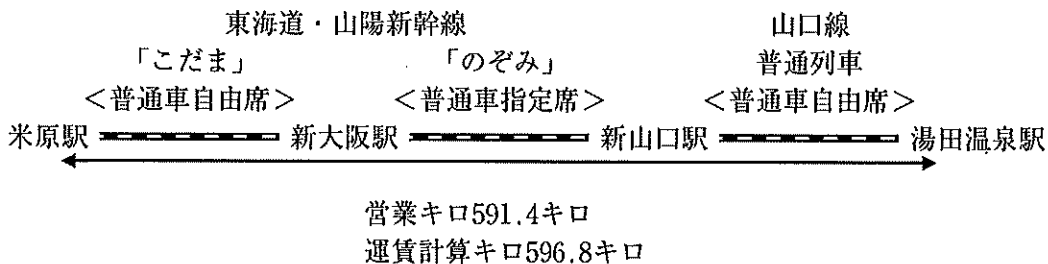 東海道・山陽新幹線 山口線
「こだま」 「のぞみ」 普通列車
＜普通車自由席＞ ＜普通車指定席＞ ＜普通車自由席＞
米原駅 新大阪駅 新山口駅 湯田温泉駅
営業キロ591.4キロ
運賃計算キロ596.8キロ